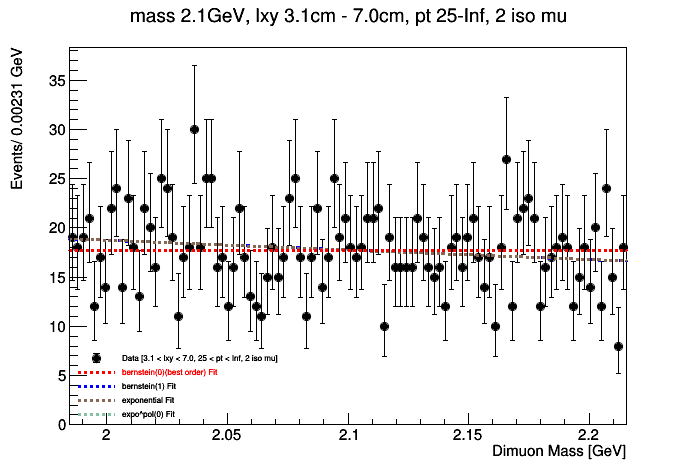 mass 2.1GeV, lxy 3.1cm - 7.0cm, pt 25-Inf, 2 iso mu
Events/ 0.00231 GeV
35
30
25
20
15
10
5
0
Data [3.1 < lxy < 7.0, 25 < pt < Inf, 2 iso mu]
bernstein(0)(best order) Fit
bernstein(1) Fit
exponential Fit
expo*pol(0) Fit
2 2.05 2.1 2.15 2.2
Dimuon Mass [GeV]